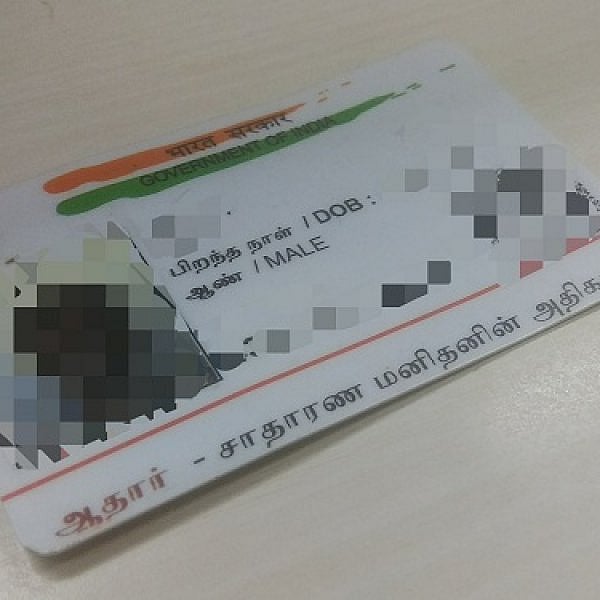 भारत सरकार
GOVERNMENT OF INDIA
பிறந்த நாள் / DOB :
ஆண் / MALE
ஆதார் - சாதாரண மனிதனின்